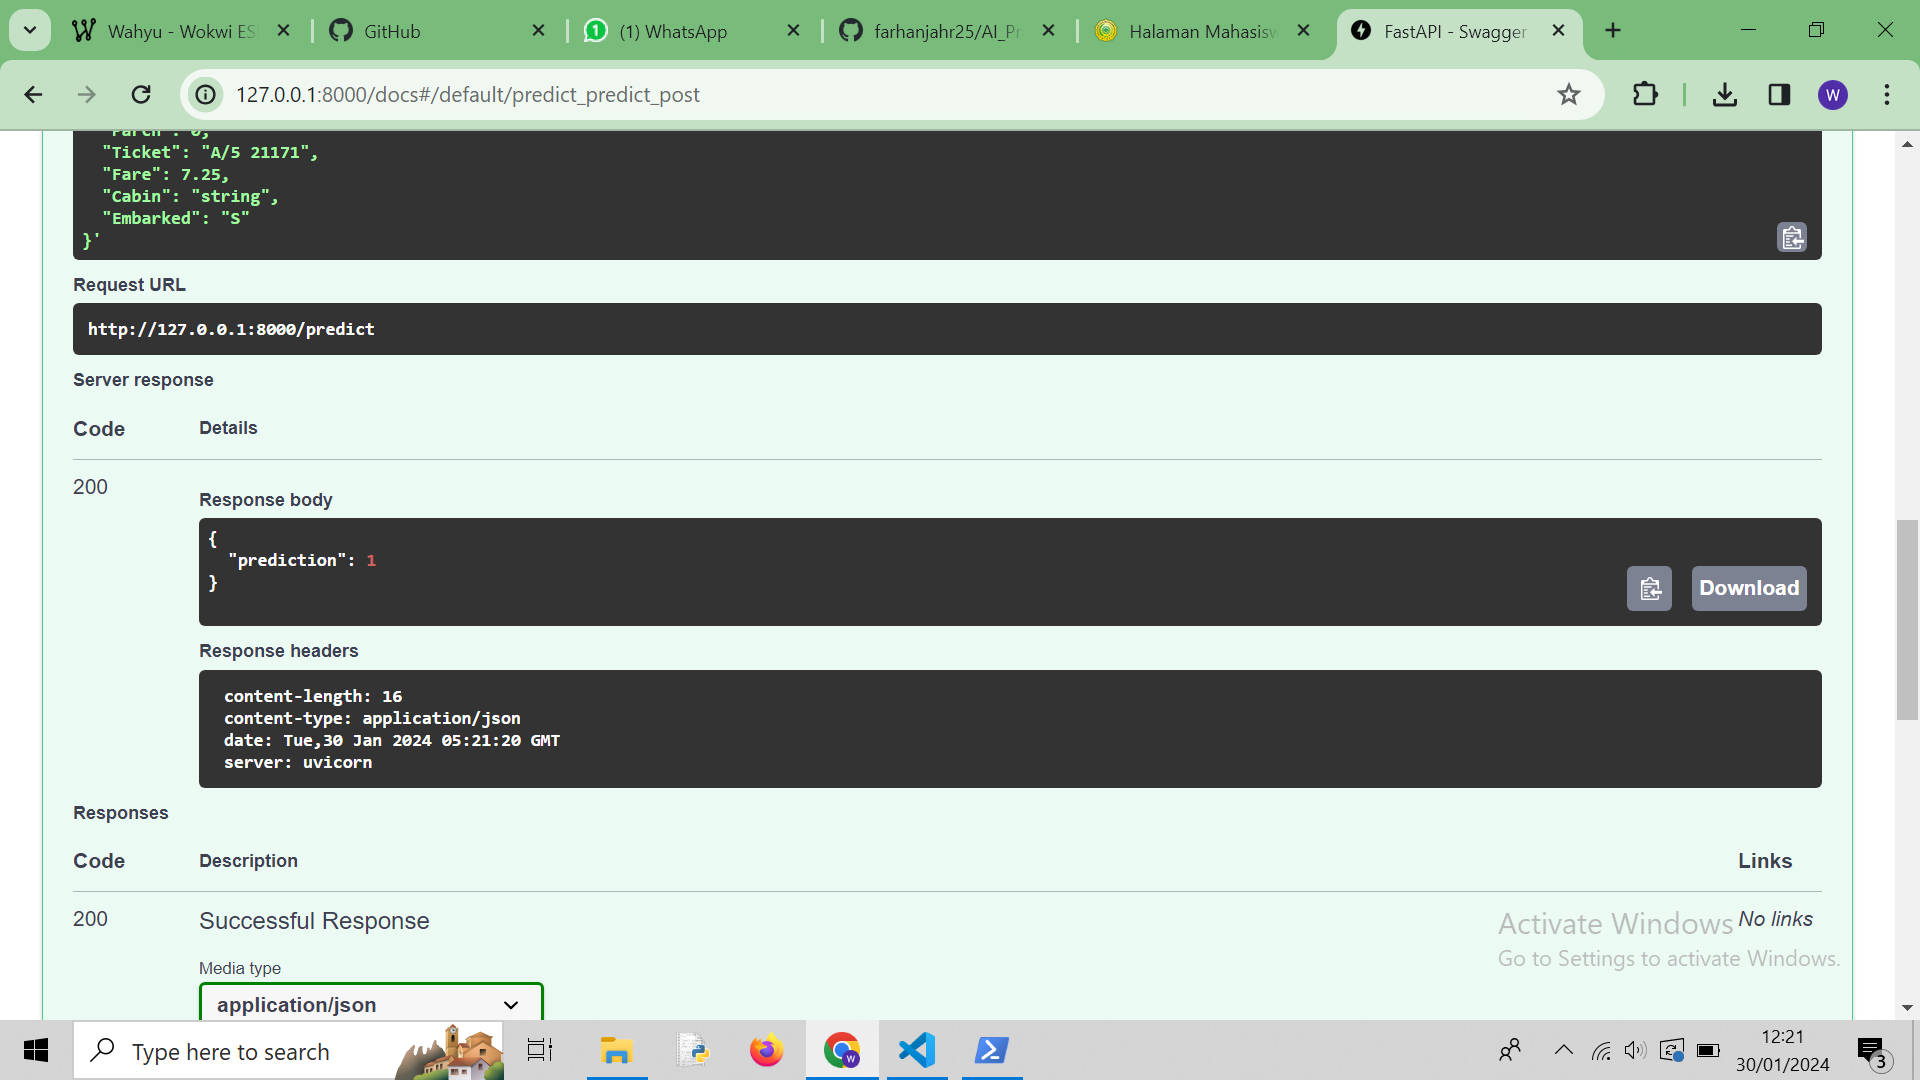 Wahyu - Wokwi ES
GitHub
(1) WhatsApp
farhanjahr25/AI_Pr
Halaman Mahasisw
FastAPI - Swagger
127.0.0.1:8000/docs#/default/predict_predict_post
W
"Parch": 0,
"Ticket": "A/5 21171",
"Fare": 7.25,
"Cabin": "string",
"Embarked": "S"
}'
Request URL
http://127.0.0.1:8000/predict
Server response
Code Details
200
Response body
{
"prediction": 1
}
Download
Response headers
content-length: 16
content-type: application/json
date: Tue,30 Jan 2024 05:21:20 GMT
server: uvicorn
Responses
Code Description Links
200 Successful Response No links
Activate Windows
Go to Settings to activate Windows.
Media type
application/json
Type here to search
12:21
30/01/2024
3